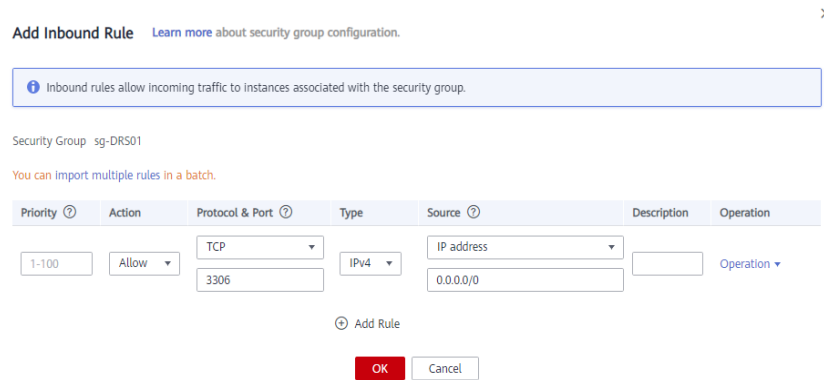 Add Inbound Rule Learn more about security group configuration.
Inbound rules allow incoming traffic to instances associated with the security group.
Security Group sg-DRS01
You can import multiple rules in a batch.
Priority Action Protocol & Port Type Source Description Operation
1-100 Allow TCP IPv4 IP address Operation
3306 0.0.0.0/0
Add Rule
OK Cancel